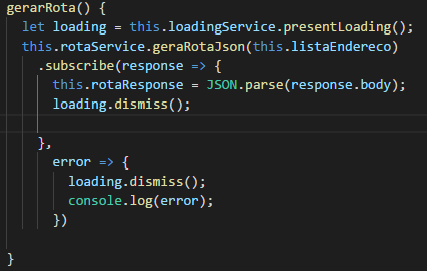 gerarRota() {
let loading = this.loadingService.presentLoading();
this.rotaService.geraRotaJson(this.listaEndereco)
.subscribe(response => {
this.rotaResponse = JSON.parse(response.body);
loading.dismiss();
},
error => {
loading.dismiss();
console.log(error);
})
}